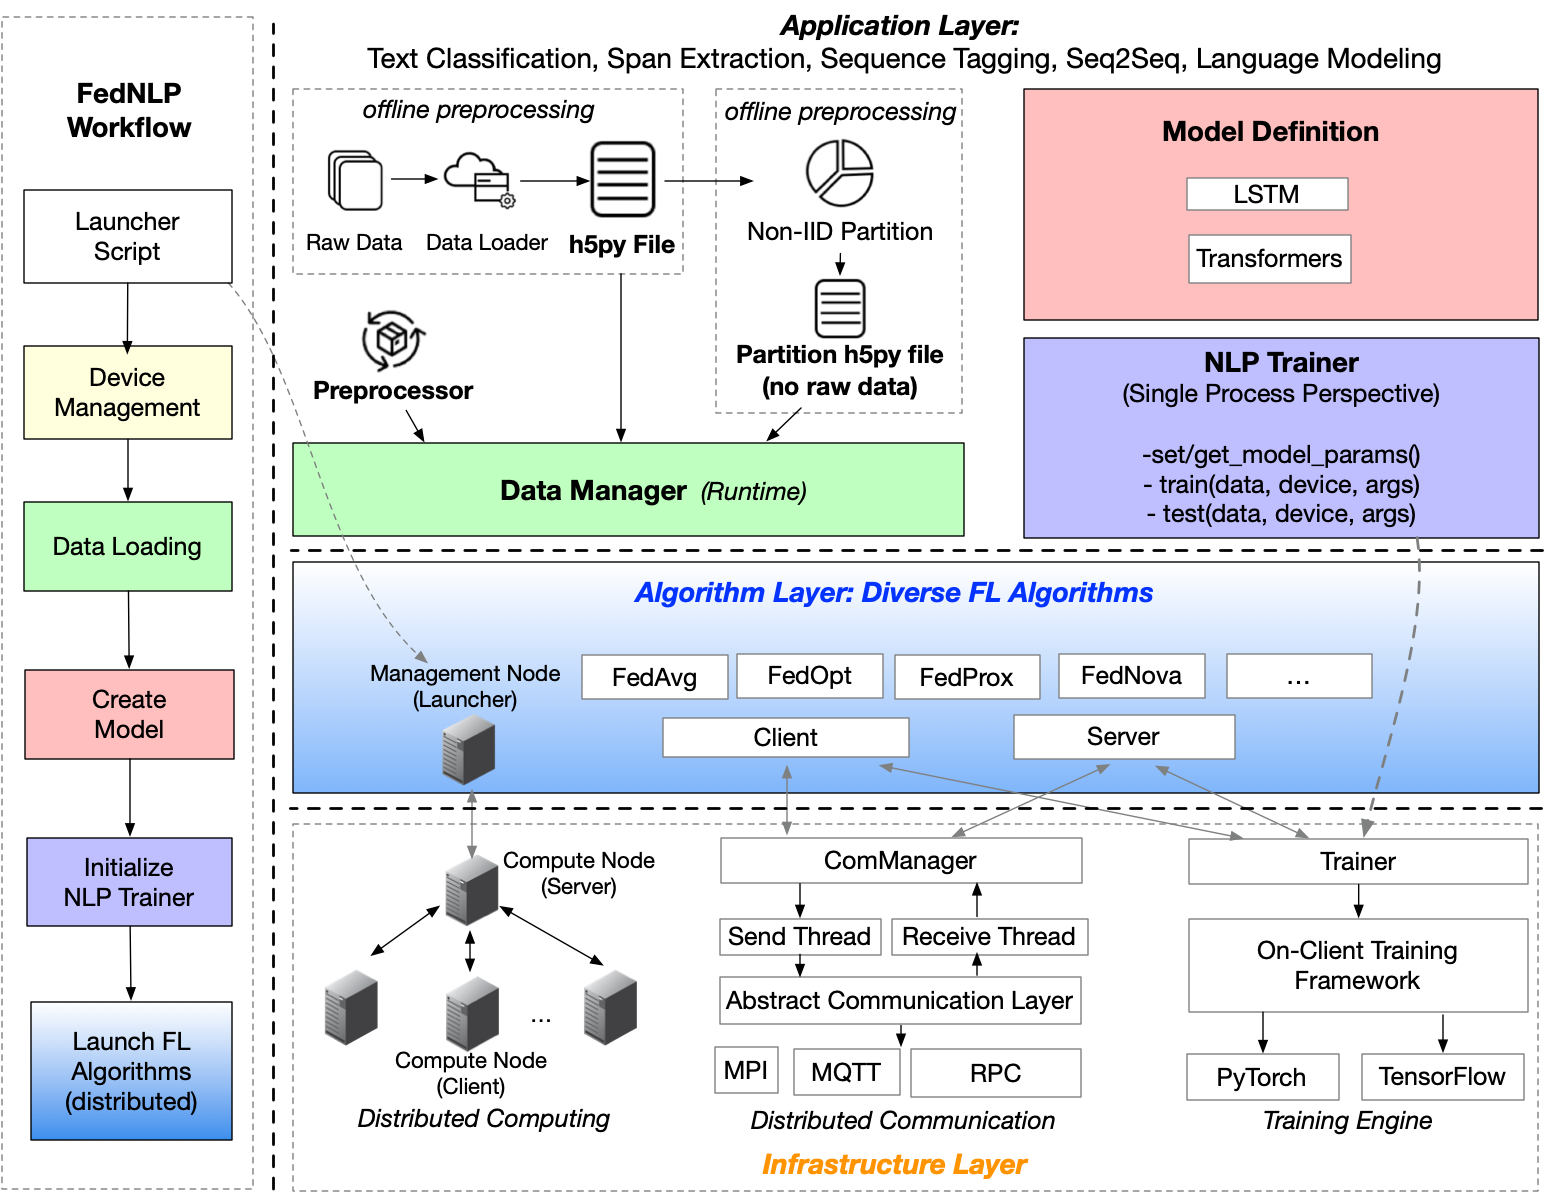 FedNLP
Workflow
Launcher
Script
Device
Management
Data Loading
Create
Model
Initialize
NLP Trainer
Launch FL
Algorithms
(distributed)
Application Layer:
Text Classification, Span Extraction, Sequence Tagging, Seq2Seq, Language Modeling
offline preprocessing
Raw Data
Data Loader
h5py File
offline preprocessing
Non-IID Partition
Partition h5py file
(no raw data)
Preprocessor
Data Manager (Runtime)
Model Definition
LSTM
Transformers
NLP Trainer
(Single Process Perspective)
-set/get_model_params()
- train(data, device, args)
- test(data, device, args)
Algorithm Layer: Diverse FL Algorithms
Management Node
(Launcher)
FedAvg
FedOpt
FedProx
FedNova
...
Client
Server
Compute Node
(Server)
...
Compute Node
(Client)
Distributed Computing
ComManager
Send Thread
Receive Thread
Abstract Communication Layer
MPI
MQTT
RPC
Distributed Communication
Trainer
On-Client Training
Framework
PyTorch
TensorFlow
Training Engine
Infrastructure Layer